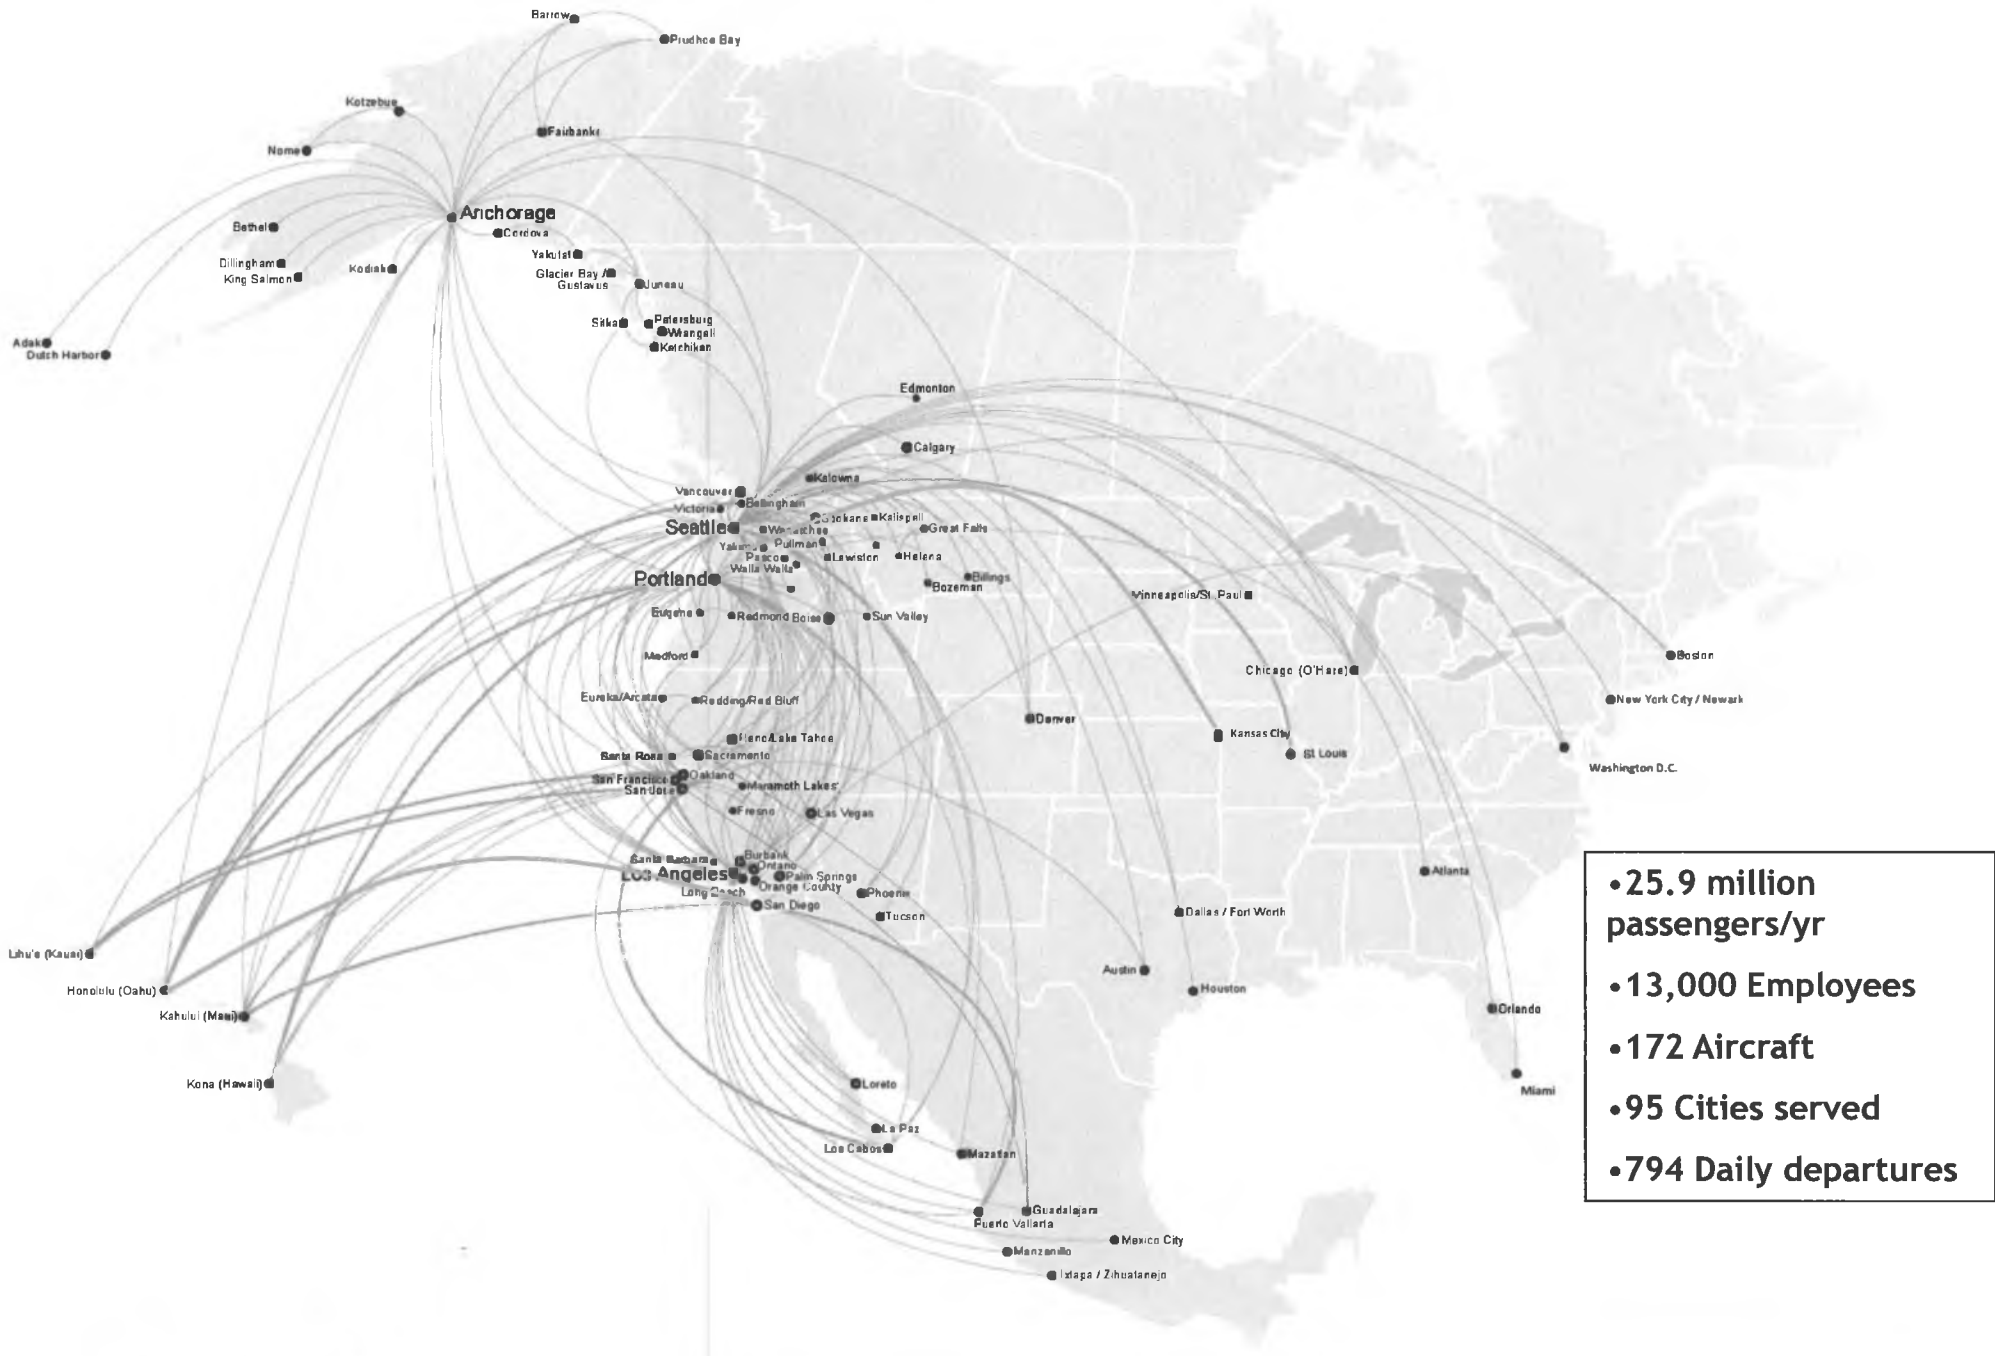 Barrow
Prudhoe Bay
Kotzebue
Fairbanks
Nome
Anchorage
Bethel
Cordova
Yakutat
Dillingham
King Salmon
Kodiak
Glacier Bay /
Gustavus
Juneau
Sitka
Petersburg
Wrangell
Ketchikan
Adak
Dutch Harbor
Edmonton
Calgary
Kelowna
Vancouver
Bellingham
Victoria
Seattle
Spokane
Kalispell
Great Falls
Wenatchee
Yakima
Pullman
Pasco
Lewiston
Helena
Walla Walla
Portland
Billings
Bozeman
Minneapolis/St. Paul
Eugene
Redmond
Boise
Sun Valley
Medford
Boston
Chicago (O'Hare)
Eureka/Arcata
Redding/Red Bluff
New York City / Newark
Denver
Kansas City
Reno/Lake Tahoe
St Louis
Santa Rosa
Sacramento
Washington D.C.
San Francisco
Oakland
San Jose
Mammoth Lakes
Fresno
Las Vegas
Santa Barbara
Burbank
Ontario
Los Angeles
Palm Springs
Long Beach
Orange County
Phoenix
Atlanta
San Diego
Tucson
Dallas / Fort Worth
Lihu'e (Kauai)
Honolulu (Oahu)
Kahului (Maui)
Kona (Hawaii)
Austin
Houston
Orlando
Miami
Loreto
La Paz
Los Cabos
Mazatlan
Guadalajara
Puerto Vallarta
Mexico City
Manzanillo
Ixtapa / Zihuatanejo
•25.9 million
passengers/yr
•13,000 Employees
•172 Aircraft
•95 Cities served
•794 Daily departures